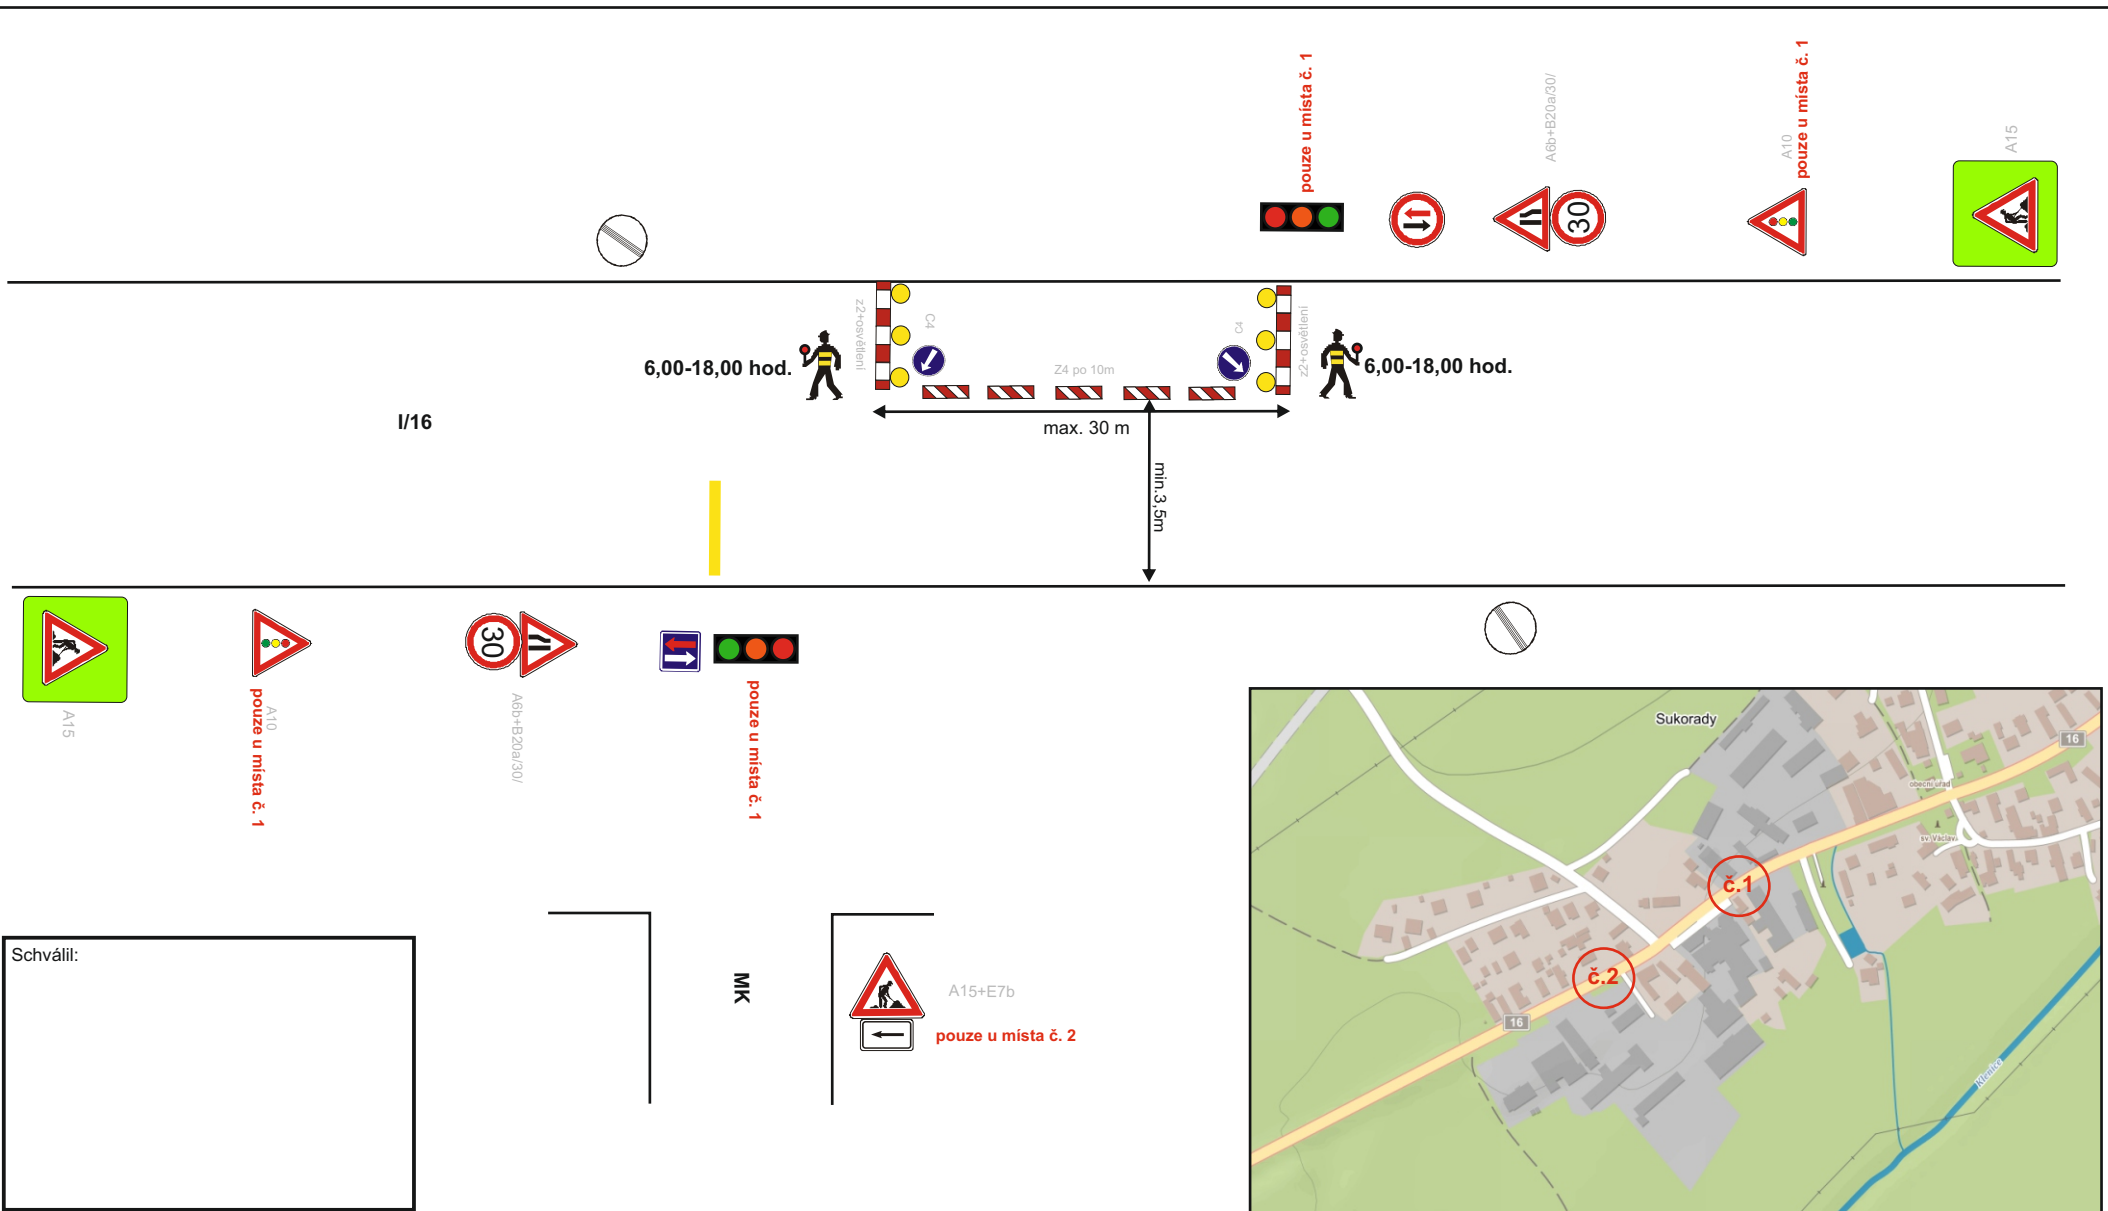 pouze u místa č. 1
A6b+B20a/30/
30
A10
pouze u místa č. 1
A15
6,00-18,00 hod.
z2+osvětlení
C4
Z4 po 10m
C4
z2+osvětlení
6,00-18,00 hod.
I/16
max. 30 m
min.3,5m
A15
A10
pouze u místa č. 1
30
A6b+B20a/30/
pouze u místa č. 1
Schválil:
MK
A15+E7b
pouze u místa č. 2
Sukorady
16
obecní úřad
sv. Václav
č.1
č.2
16
Klenice